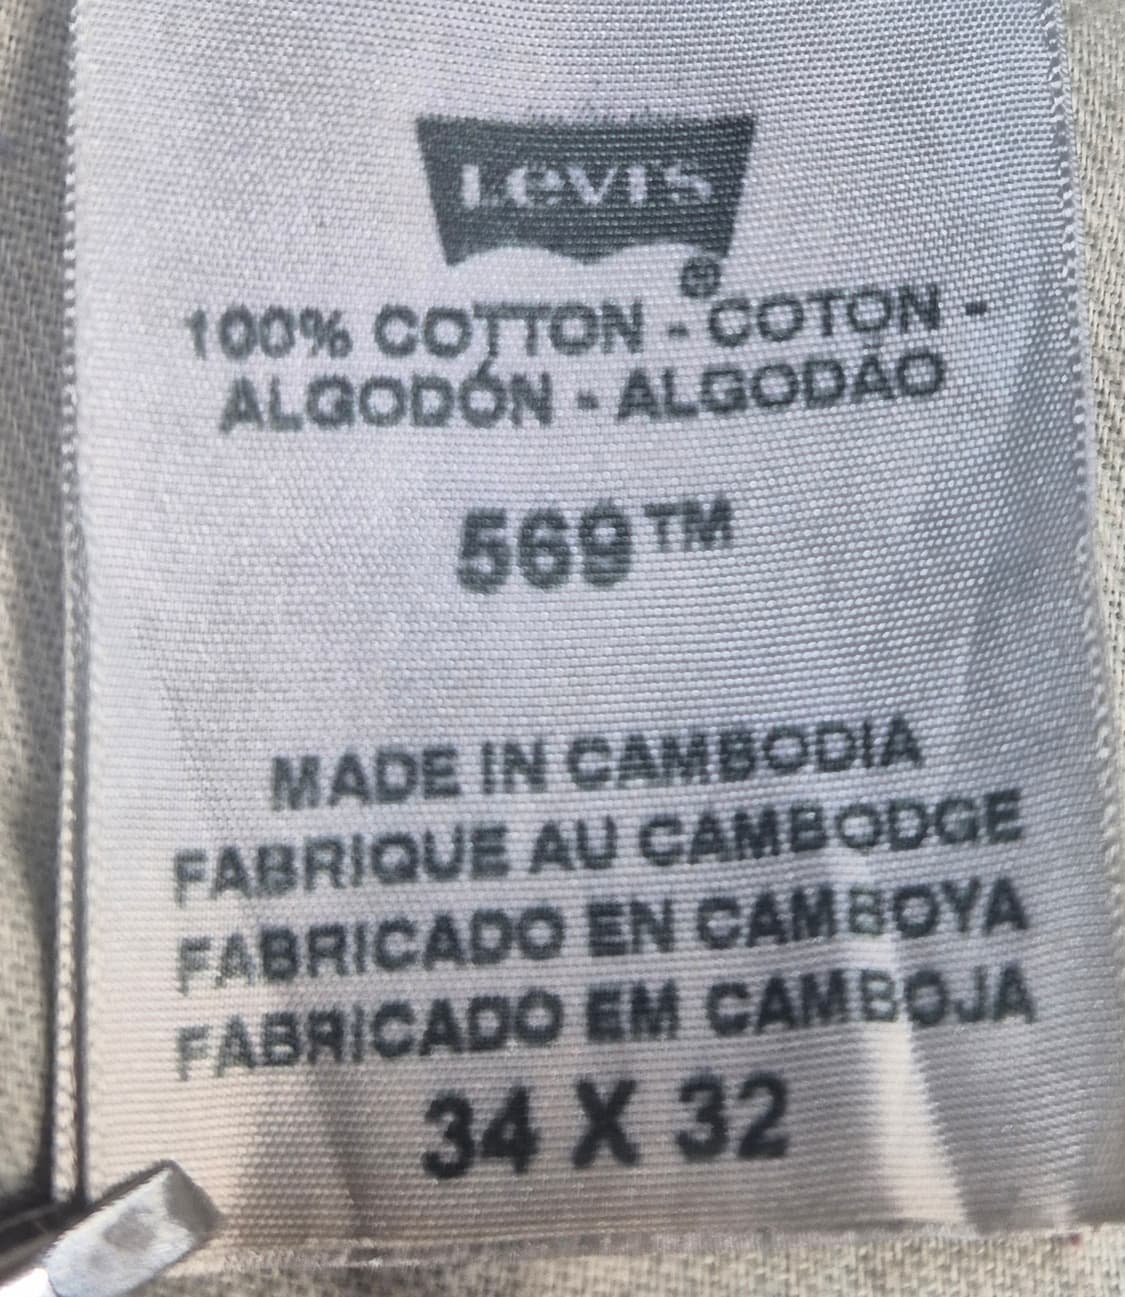 Levi's
®
100% COTTON - COTON -
ALGODÓN - ALGODÃO
569™
MADE IN CAMBODIA
FABRIQUE AU CAMBODGE
FABRICADO EN CAMBOYA
FABRICADO EM CAMBOJA
34 X 32